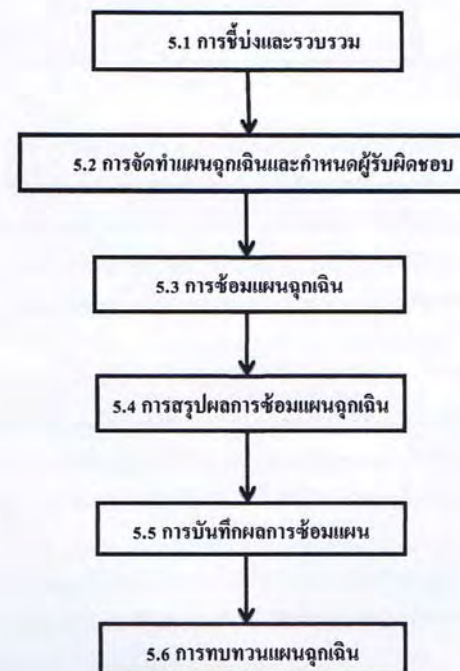 5.1 การชี้บ่งและรวบรวม
5.2 การจัดทำแผนฉุกเฉินและกำหนดผู้รับผิดชอบ
5.3 การซ้อมแผนฉุกเฉิน
5.4 การสรุปผลการซ้อมแผนฉุกเฉิน
5.5 การบันทึกผลการซ้อมแผน
5.6 การทบทวนแผนฉุกเฉิน